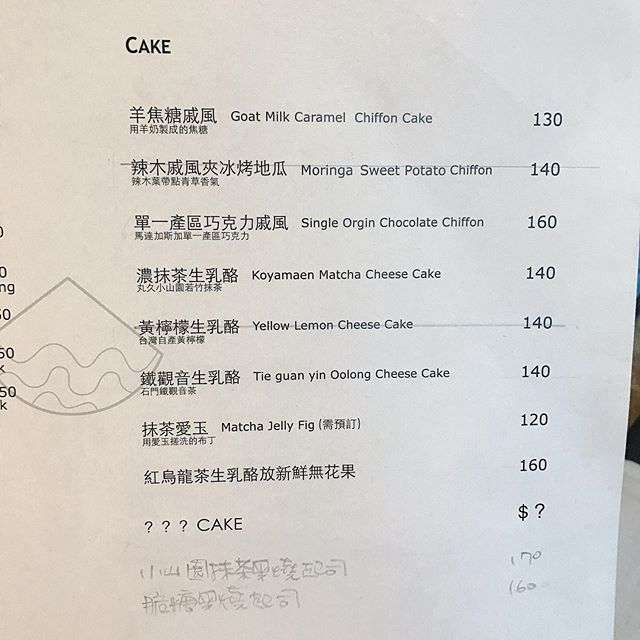 CAKE
羊焦糖戚風 Goat Milk Caramel Chiffon Cake 130
用羊奶製成的焦糖
辣木戚風夾冰烤地瓜 Moringa Sweet Potato Chiffon 140
辣木葉帶點青草香氣
單一產區巧克力戚風 Single Orgin Chocolate Chiffon 160
馬達加斯加單一產區巧克力
濃抹茶生乳酪 Koyamaen Matcha Cheese Cake 140
丸久小山園若竹抹茶
黃檸檬生乳酪 Yellow Lemon Cheese Cake 140
台灣自產黃檸檬
鐵觀音生乳酪 Tie guan yin Oolong Cheese Cake 140
石門鐵觀音茶
抹茶愛玉 Matcha Jelly Fig (需預訂) 120
用愛玉搓洗的布丁
紅烏龍茶生乳酪放新鮮無花果 160
？？？ CAKE $？
小山園抹茶 燒起司 170
燒起司 160
0
0
ng
50
50
k
50
k